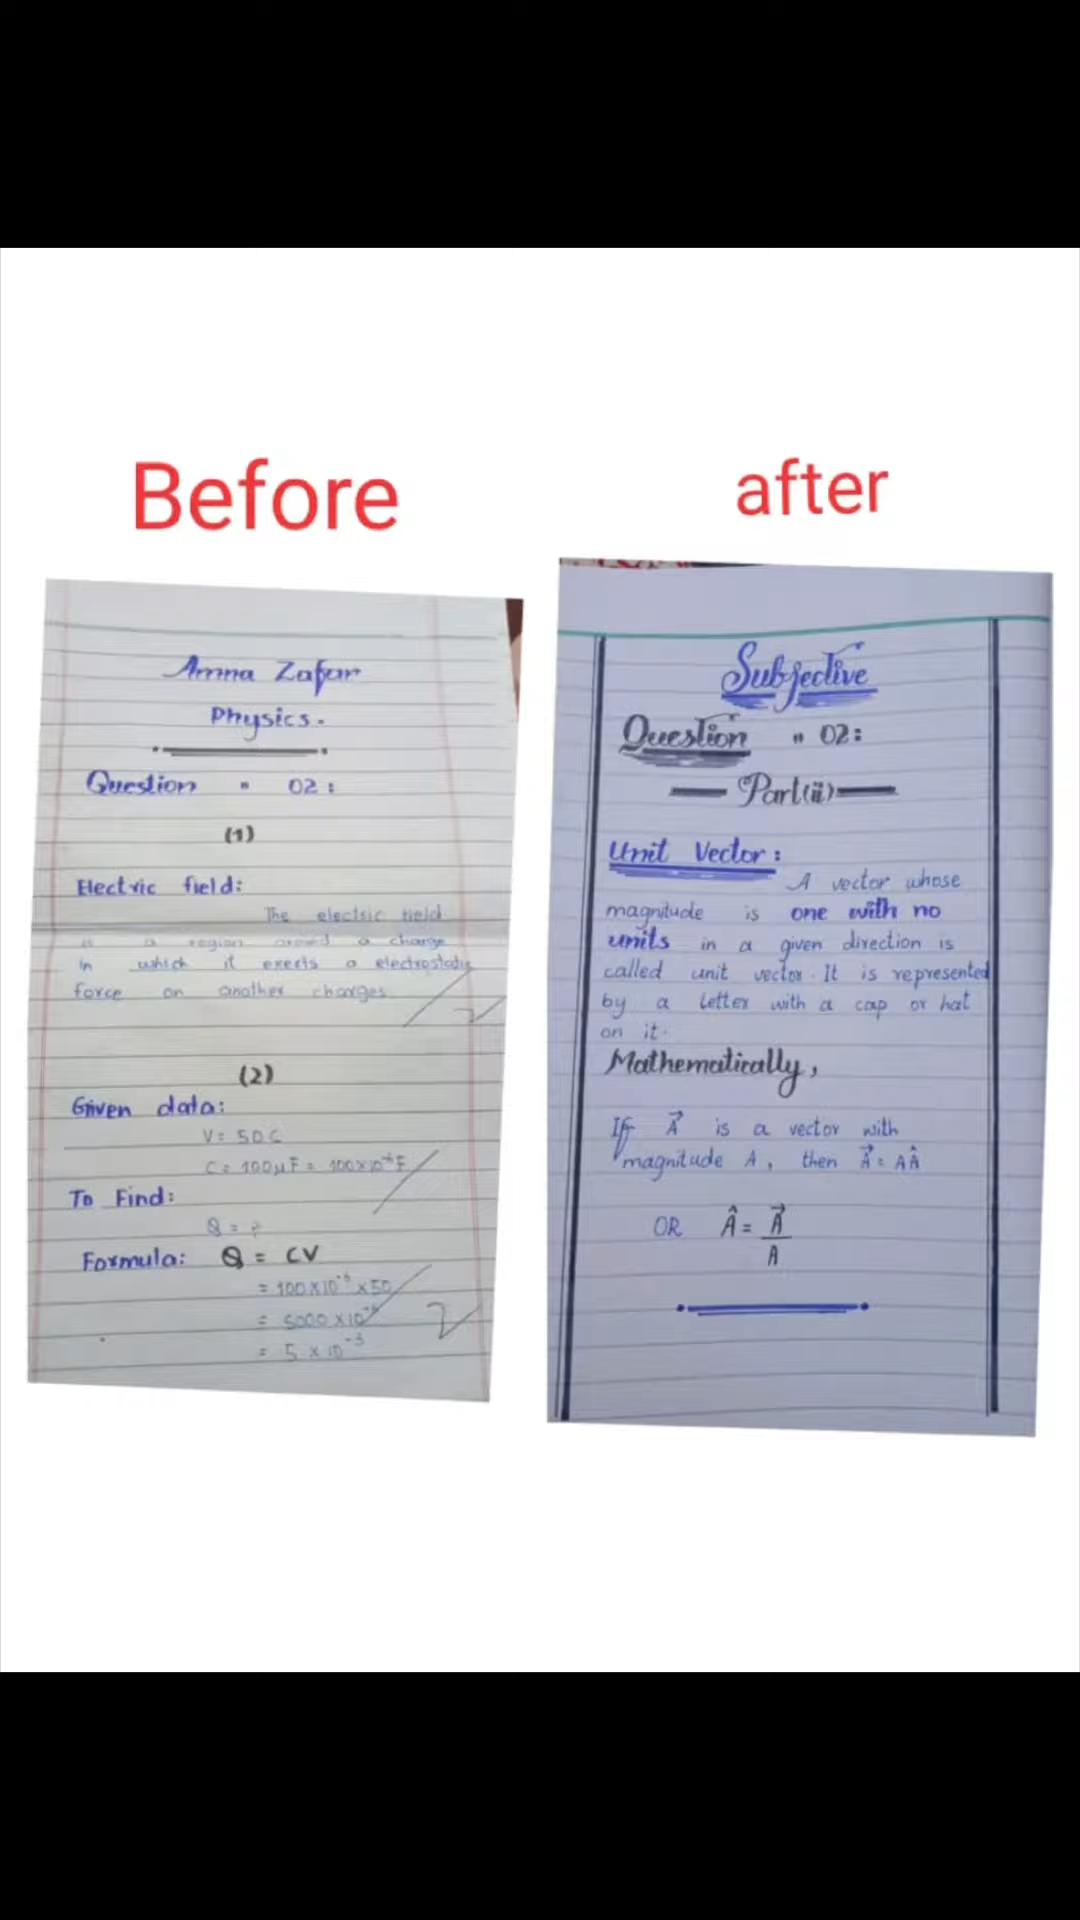 Before
after
Amna Zafar
Physics.
Question " 02:
(1)
Electric field:
The electsic field
is a region around a charge
in which it exerts a electrostatic
force on another charges
2
(2)
Given data:
V = 50 C
C = 100μF = 100×10⁻⁶F
To Find:
Q = ?
Formula: Q = CV
= 100×10⁻⁶ × 50
= 5000 ×10⁻⁶
2
= 5 × 10⁻³
Subjective
Question " 02:
Part(ii)
Unit Vector:
A vector whose
magnitude is one with no
units in a given direction is
called unit vector. It is represented
by a letter with a cap or hat
on it.
Mathematically,
If A⃗ is a vector with
magnitude A, then A⃗ = AÂ
OR Â = A⃗
A